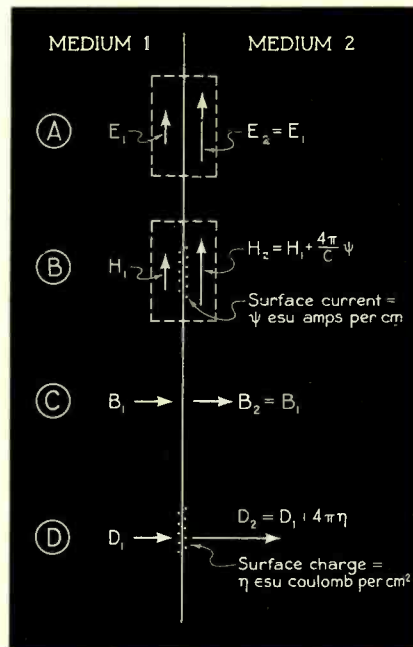 MEDIUM 1 MEDIUM 2
A E₁ E₂ = E₁
B H₁ H₂ = H₁ + 4π/c ψ
Surface current =
ψ esu amps per cm
C B₁ B₂ = B₁
D D₁ D₂ = D₁ + 4πη
Surface charge =
η esu coulomb per cm²